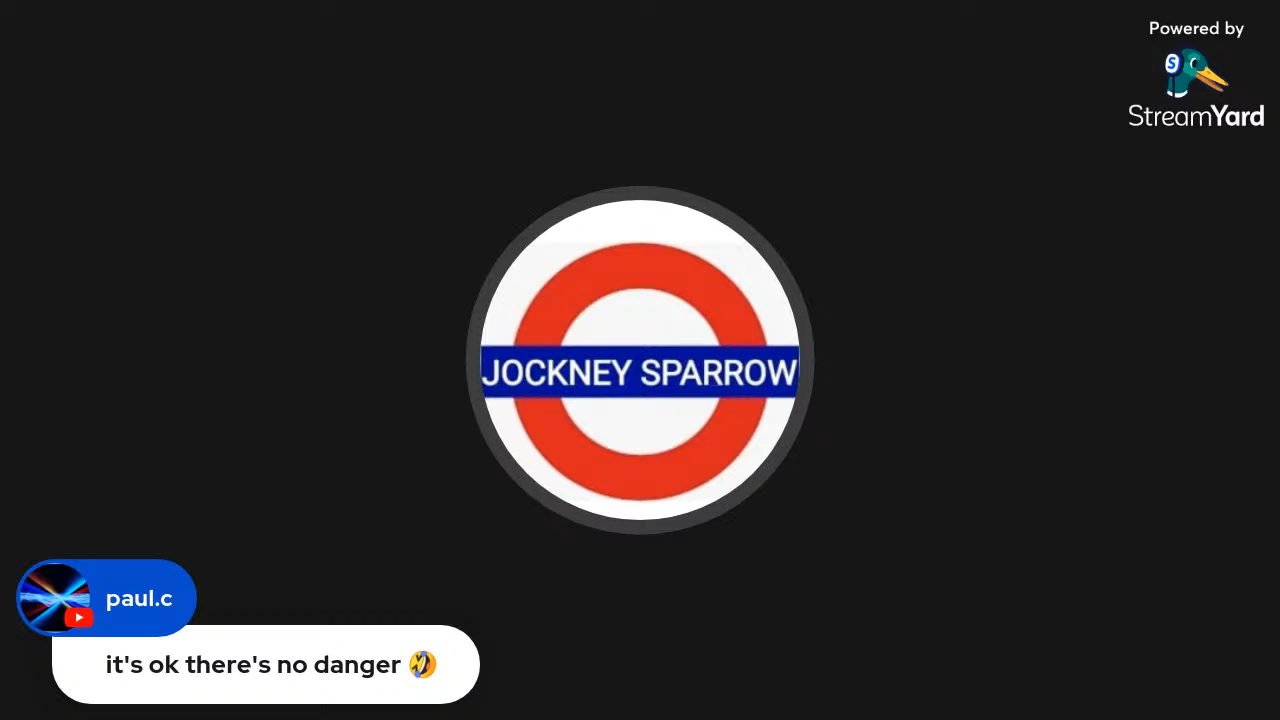 Powered by
StreamYard
JOCKNEY SPARROW
paul.c
it's ok there's no danger 🤣